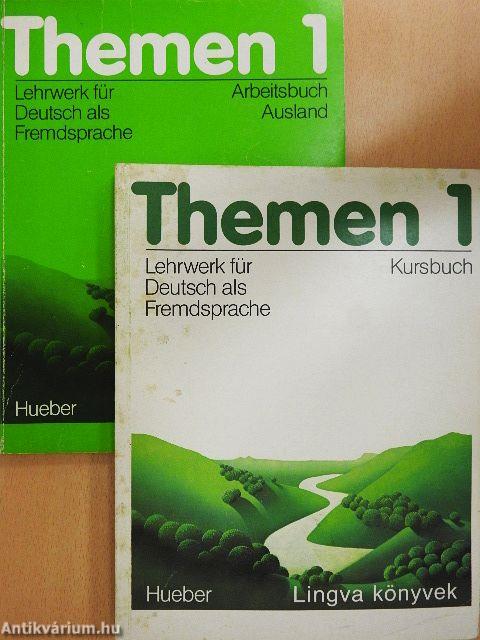 Themen 1
Lehrwerk für
Deutsch als
Fremdsprache
Arbeitsbuch
Ausland
Hueber
Themen 1
Lehrwerk für
Deutsch als
Fremdsprache
Kursbuch
Hueber
Lingva könyvek
Antikvárium.hu